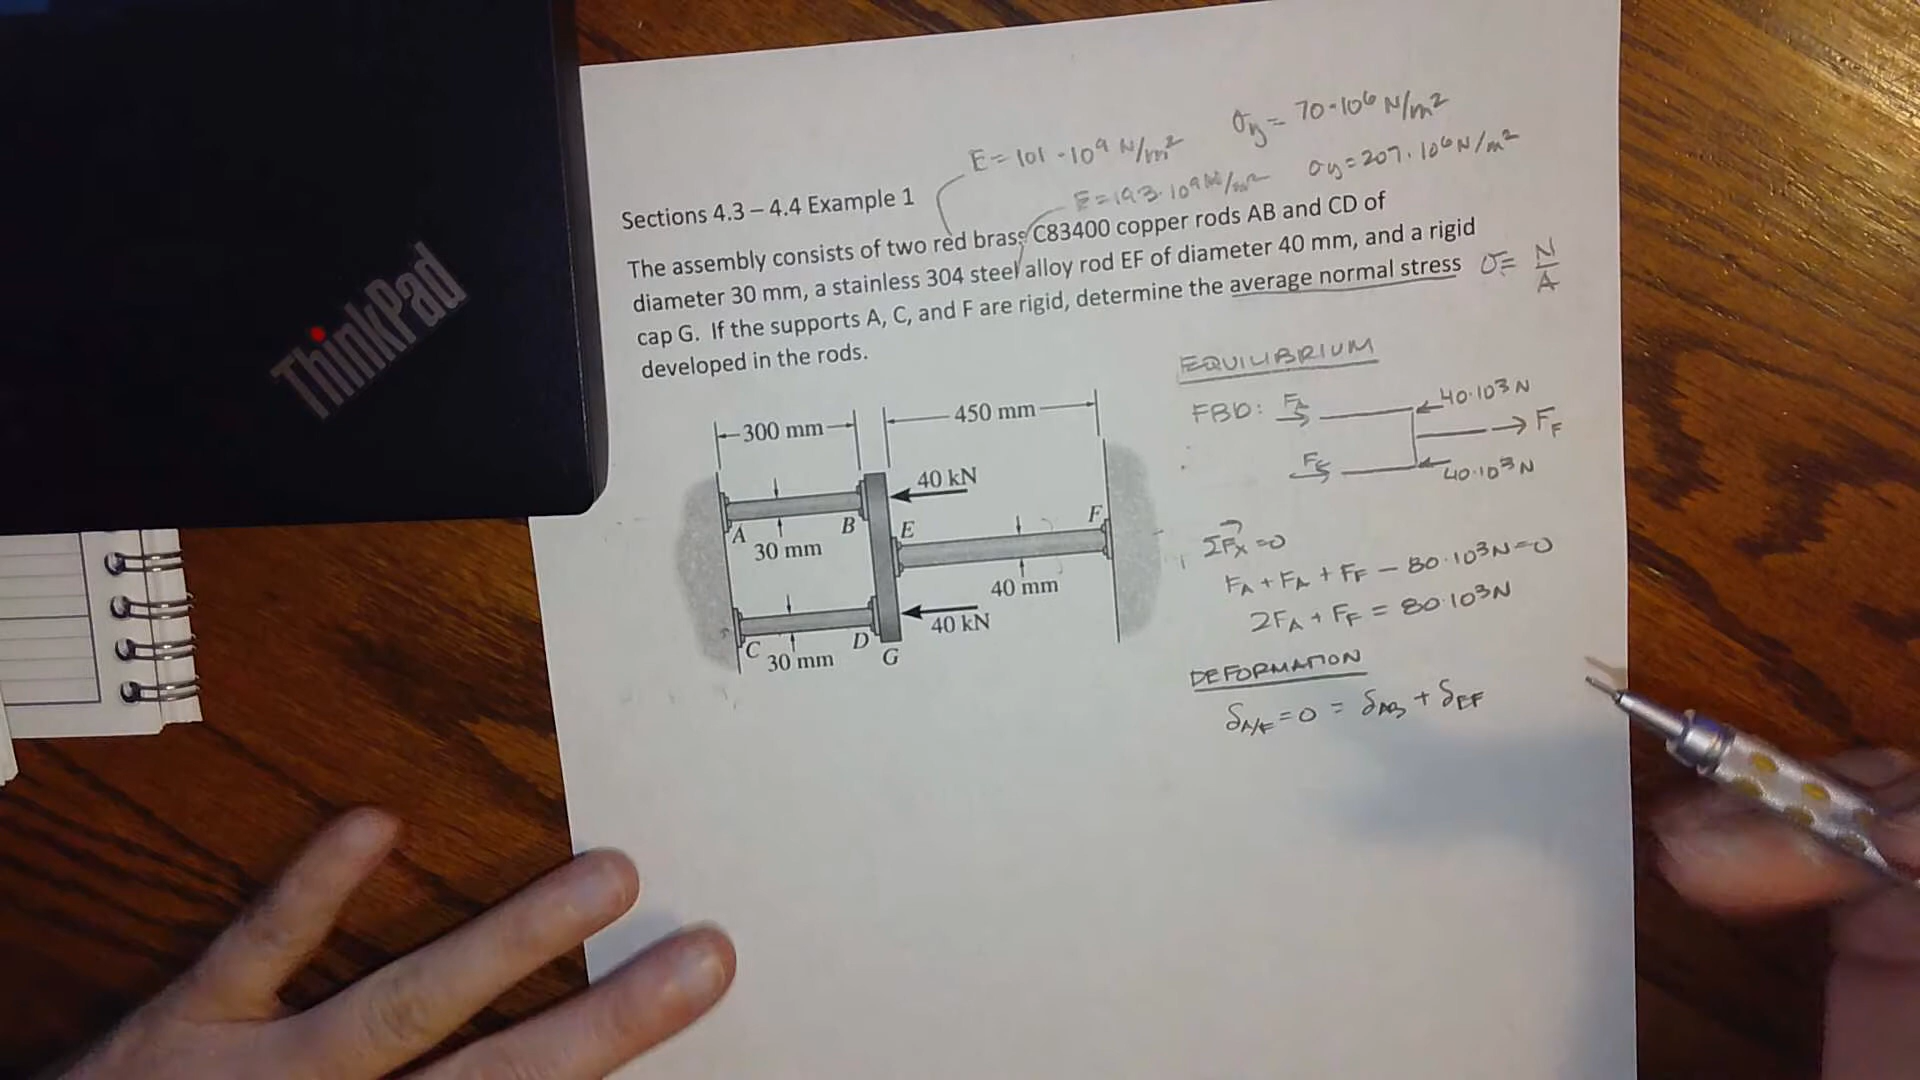 ThinkPad
E = 101 · 10⁹ N/m²
σy = 70 · 10⁶ N/m²
E = 193 · 10⁹ N/m²
σy = 207 · 10⁶ N/m²
Sections 4.3 – 4.4 Example 1
The assembly consists of two red brass C83400 copper rods AB and CD of
diameter 30 mm, a stainless 304 steel alloy rod EF of diameter 40 mm, and a rigid
cap G. If the supports A, C, and F are rigid, determine the average normal stress
developed in the rods.
σ = N/A
EQUILIBRIUM
FBD:
F_A
40·10³ N
F_F
F_C
40·10³ N
300 mm
450 mm
40 kN
A
B
E
F
30 mm
40 mm
40 kN
C
D
G
30 mm
ΣFx = 0
F_A + F_A + F_F – 80·10³ N = 0
2F_A + F_F = 80·10³ N
DEFORMATION
δ_A/F = 0 = δ_AB + δ_EF